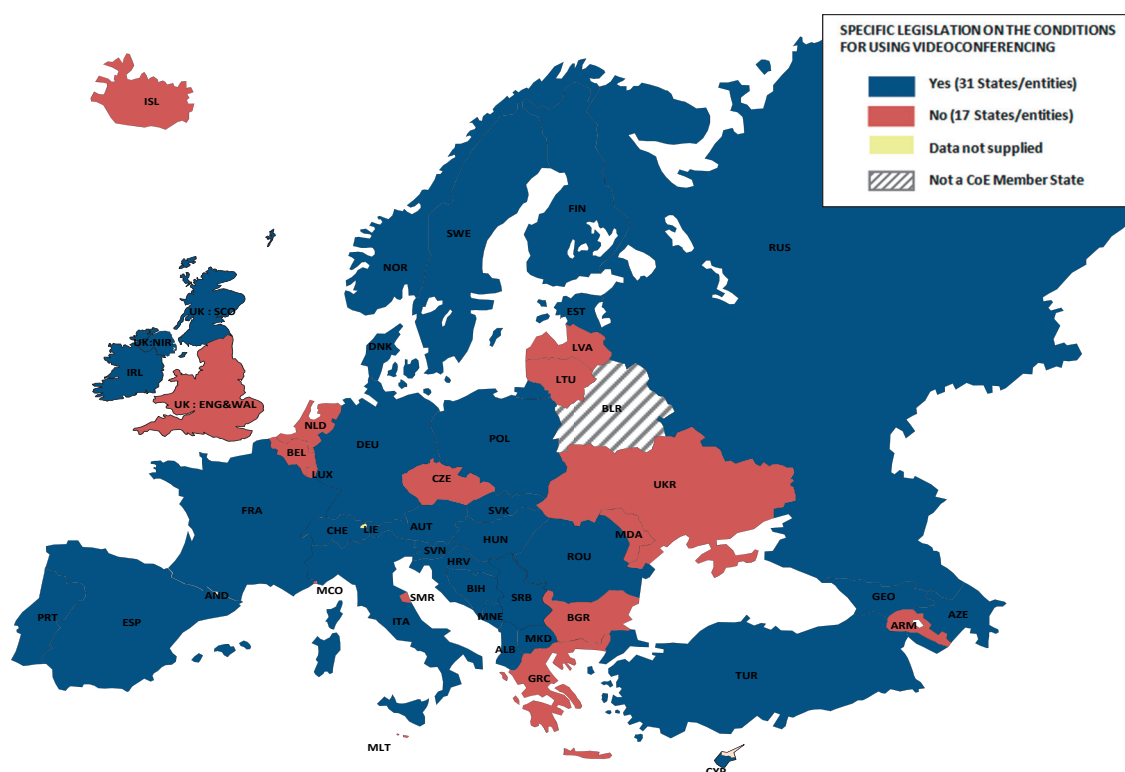 SPECIFIC LEGISLATION ON THE CONDITIONS
FOR USING VIDEOCONFERENCING
Yes (31 States/entities)
No (17 States/entities)
Data not supplied
Not a CoE Member State
ISL
FIN
SWE
RUS
NOR
UK : SCO
EST
UK:NIR
DNK
LVA
IRL
LTU
UK : ENG&WAL
BLR
NLD
POL
DEU
BEL
LUX
CZE
UKR
FRA
SVK
CHE
LIE
AUT
MDA
HUN
SVN
ROU
HRV
MCO
BIH
AND
SMR
SRB
GEO
PRT
ESP
ITA
MNE
BGR
AZE
ARM
MKD
ALB
GRC
TUR
MLT
CYP